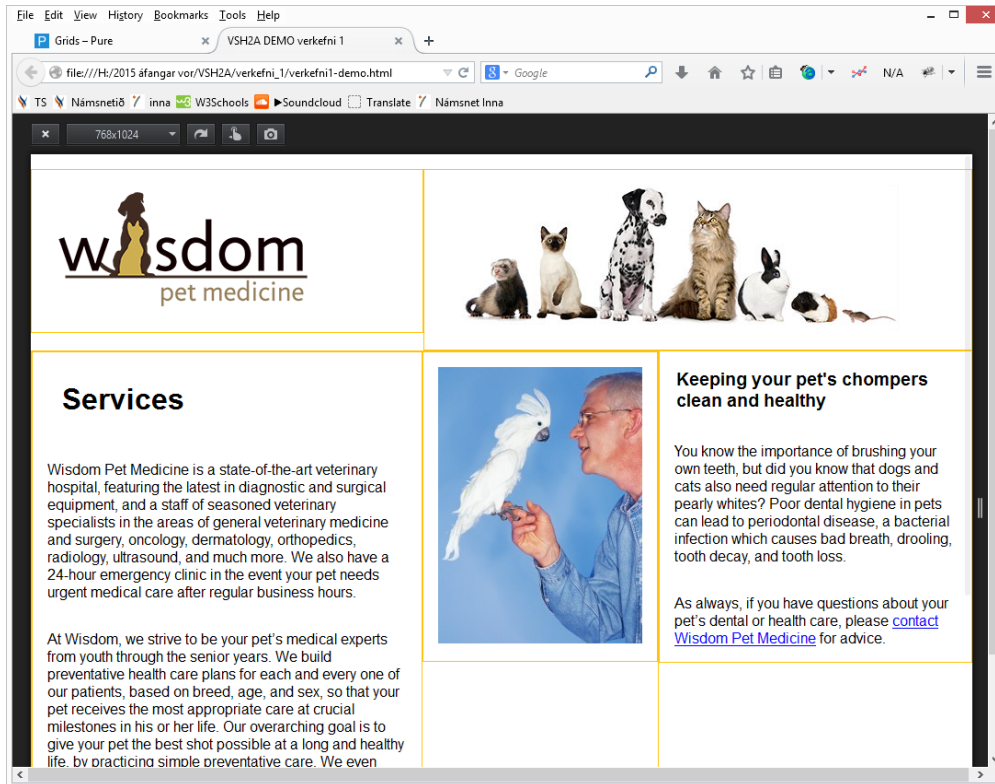 File Edit View History Bookmarks Tools Help
Grids – Pure
VSH2A DEMO verkefni 1
file:///H:/2015 áfangar vor/VSH2A/verkefni_1/verkefni1-demo.html
Google
N/A
TS Námsnetið inna W3Schools ▶Soundcloud Translate Námsnet Inna
768x1024
wisdom
pet medicine
Services
Wisdom Pet Medicine is a state-of-the-art veterinary
hospital, featuring the latest in diagnostic and surgical
equipment, and a staff of seasoned veterinary
specialists in the areas of general veterinary medicine
and surgery, oncology, dermatology, orthopedics,
radiology, ultrasound, and much more. We also have a
24-hour emergency clinic in the event your pet needs
urgent medical care after regular business hours.
At Wisdom, we strive to be your pet’s medical experts
from youth through the senior years. We build
preventative health care plans for each and every one of
our patients, based on breed, age, and sex, so that your
pet receives the most appropriate care at crucial
milestones in his or her life. Our overarching goal is to
give your pet the best shot possible at a long and healthy
life, by practicing simple preventative care. We even
Keeping your pet's chompers
clean and healthy
You know the importance of brushing your
own teeth, but did you know that dogs and
cats also need regular attention to their
pearly whites? Poor dental hygiene in pets
can lead to periodontal disease, a bacterial
infection which causes bad breath, drooling,
tooth decay, and tooth loss.
As always, if you have questions about your
pet’s dental or health care, please contact
Wisdom Pet Medicine for advice.